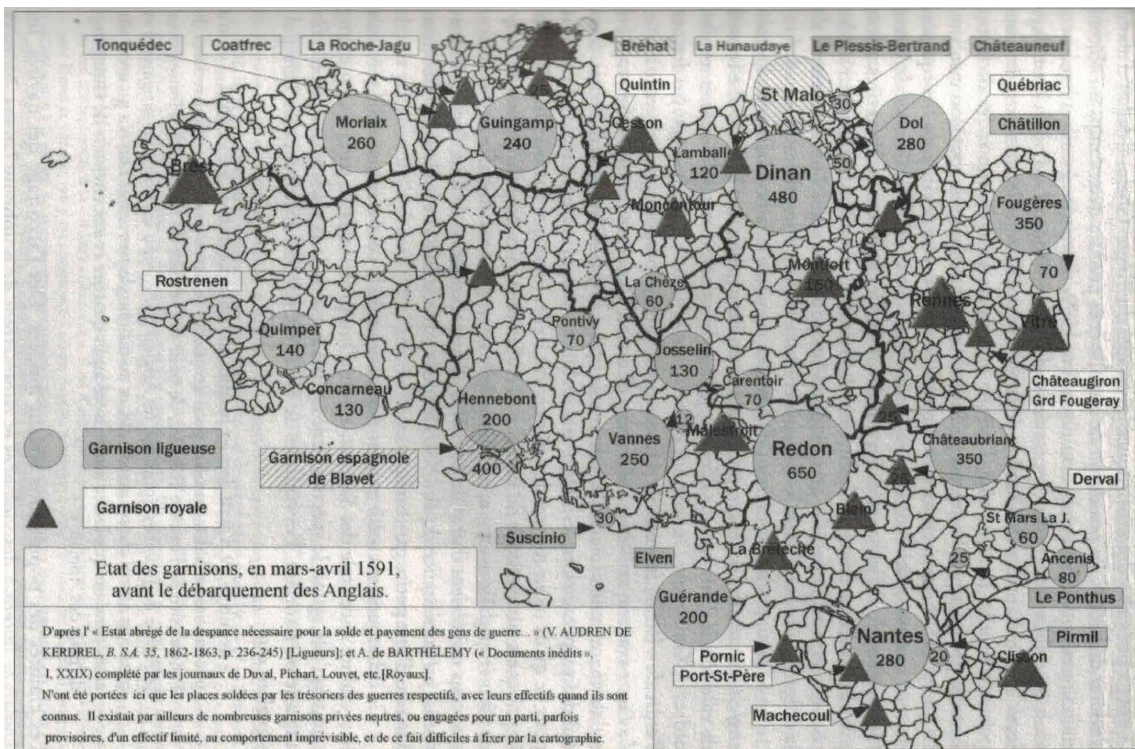 Tonquédec
Coatfrec
La Roche-Jagu
Bréhat
La Hunaudaye
Le Plessis-Bertrand
Châteauneuf
Quintin
St Malo
Québriac
Châtillon
25
30
Morlaix
260
Guingamp
240
Cesson
Lamballe
120
Dinan
480
50
Dol
280
Brest
Moncontour
Fougères
350
70
Rostrenen
La Chèze
60
Montfort
150
Rennes
Vitré
Pontivy
70
Quimper
140
Josselin
130
Concarneau
130
Hennebont
200
Carentoir
70
Châteaugiron
Grd Fougeray
25
12
Malestroit
Vannes
250
Redon
650
Châteaubriant
350
Garnison ligueuse
Garnison espagnole
de Blavet
400
Derval
Garnison royale
Blain
St Mars La J.
60
30
Suscinio
Elven
La Bretèche
25
Ancenis
80
Le Ponthus
Guérande
200
Nantes
280
20
Pirmil
Clisson
Pornic
Port-St-Père
Machecoul
Etat des garnisons, en mars-avril 1591,
avant le débarquement des Anglais.
D'après l' « Estat abrégé de la despance nécessaire pour la solde et payement des gens de guerre... » (V. AUDREN DE
KERDREL, B. S.A. 35, 1862-1863, p. 236-245) [Ligueurs]; et A. de BARTHÉLEMY (« Documents inédits »,
I, XXIX) complété par les journaux de Duval, Pichart, Louvet, etc.[Royaux].
N'ont été portées ici que les places soldées par les trésoriers des guerres respectifs, avec leurs effectifs quand ils sont
connus. Il existait par ailleurs de nombreuses garnisons privées neutres, ou engagées pour un parti, parfois
provisoires, d'un effectif limité, au comportement imprévisible, et de ce fait difficiles à fixer par la cartographie.